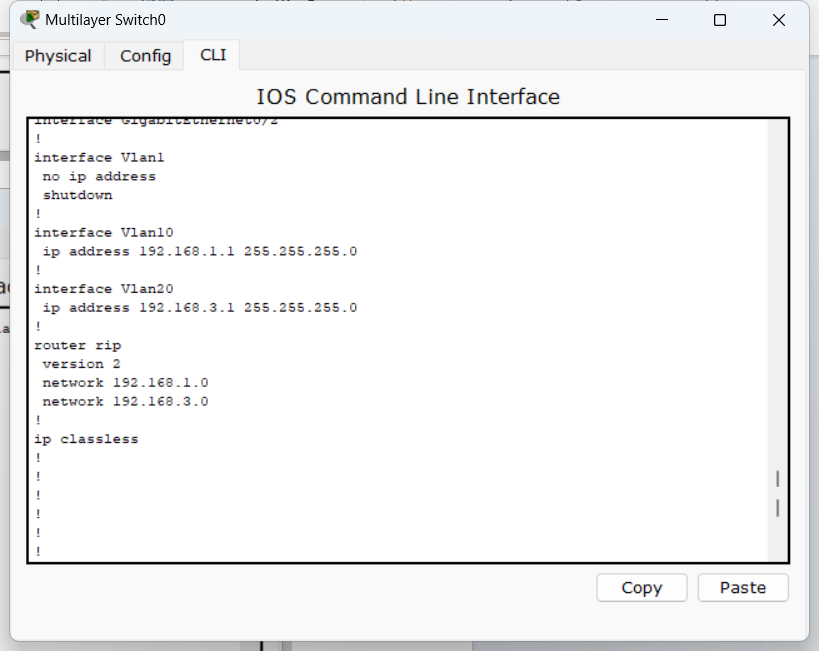 Multilayer Switch0
Physical Config CLI
IOS Command Line Interface
interface GigabitEthernet0/2
!
interface Vlan1
no ip address
shutdown
!
interface Vlan10
ip address 192.168.1.1 255.255.255.0
!
interface Vlan20
ip address 192.168.3.1 255.255.255.0
!
router rip
version 2
network 192.168.1.0
network 192.168.3.0
!
ip classless
!
!
!
!
!
!
Copy Paste